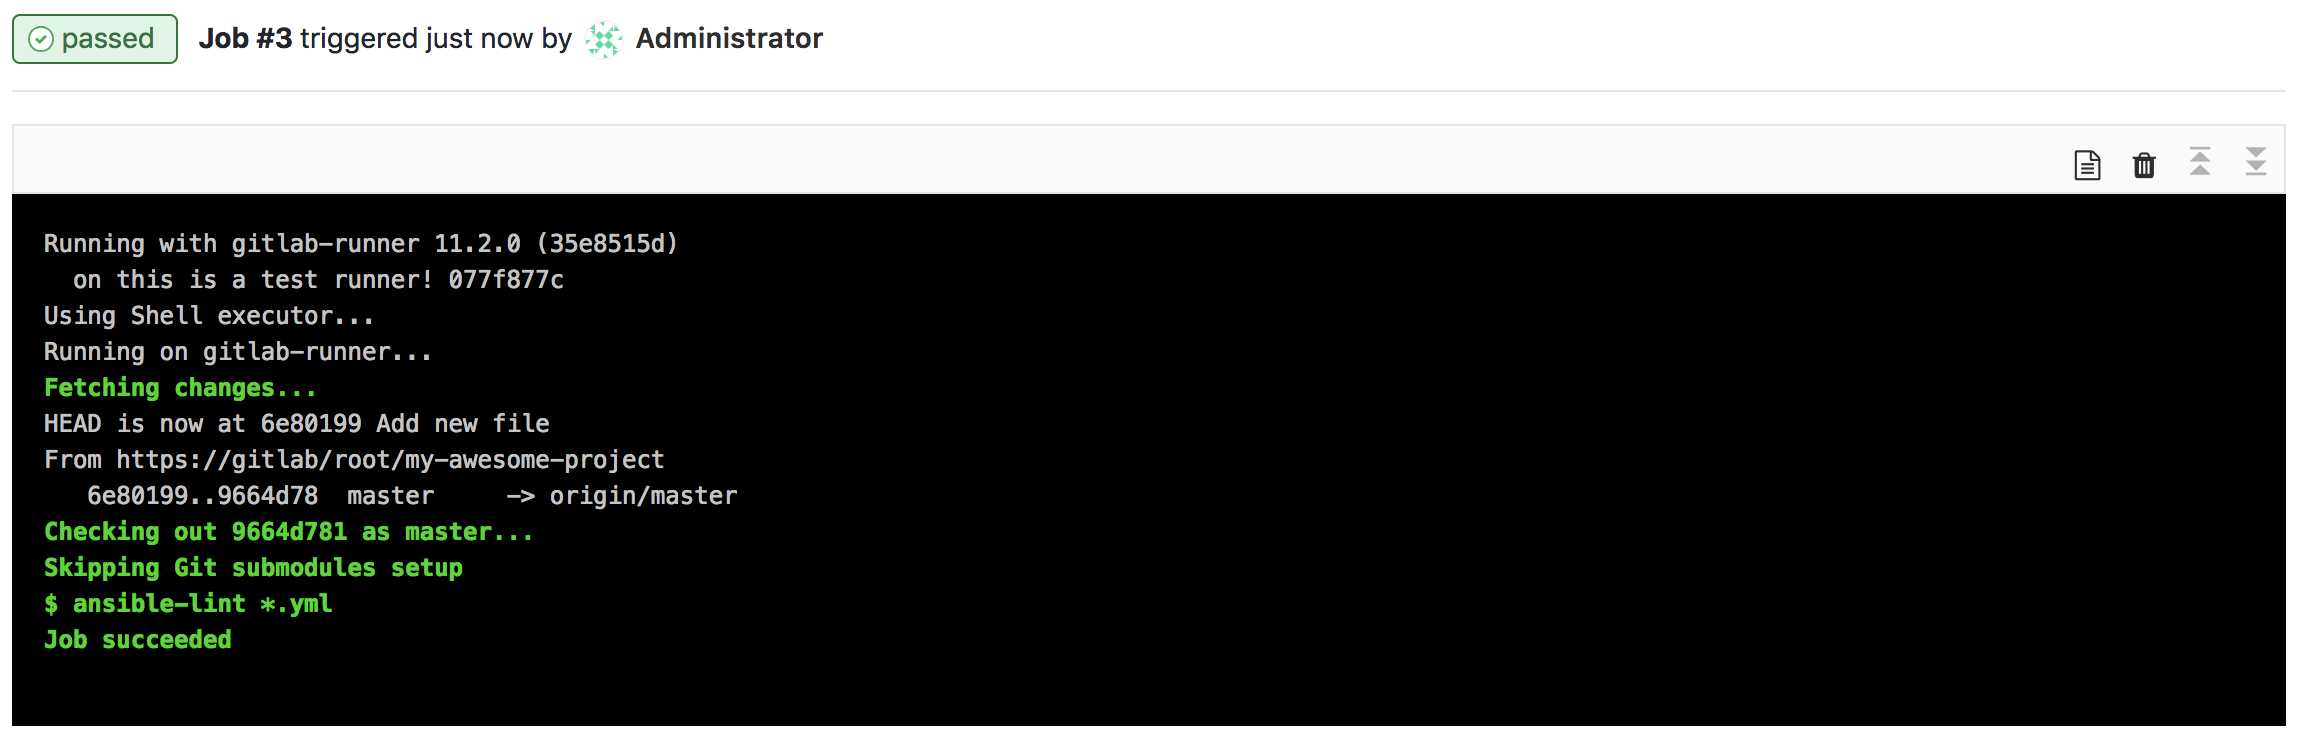 passed Job #3 triggered just now by Administrator
Running with gitlab-runner 11.2.0 (35e8515d)
  on this is a test runner! 077f877c
Using Shell executor...
Running on gitlab-runner...
Fetching changes...
HEAD is now at 6e80199 Add new file
From https://gitlab/root/my-awesome-project
   6e80199..9664d78  master     -> origin/master
Checking out 9664d781 as master...
Skipping Git submodules setup
$ ansible-lint *.yml
Job succeeded